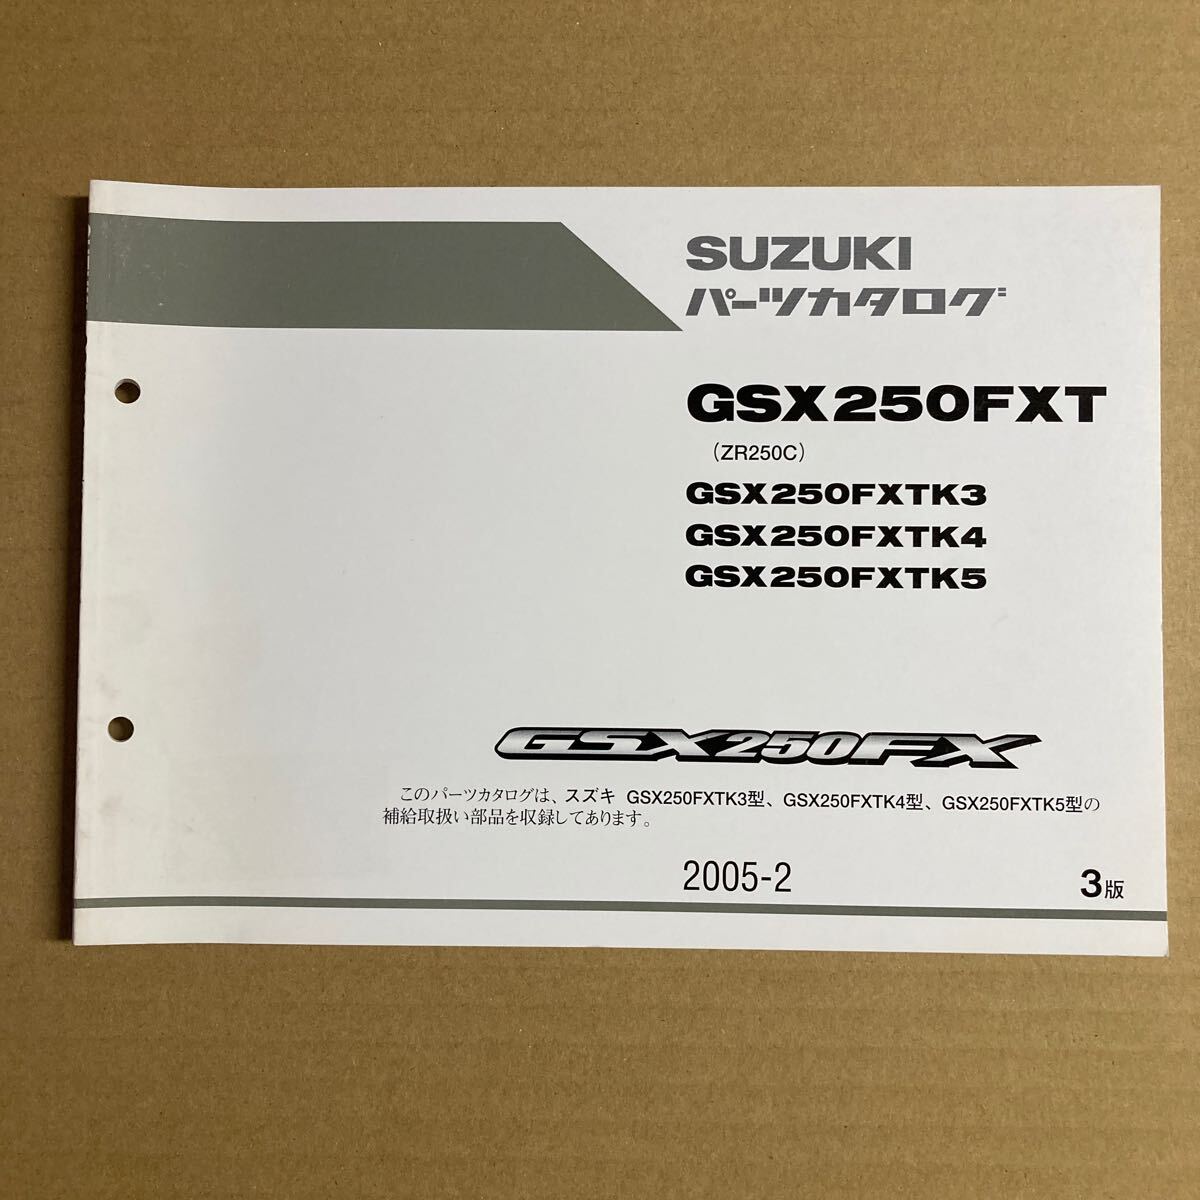 SUZUKI
パーツカタログ
GSX250FXT
(ZR250C)
GSX250FXTK3
GSX250FXTK4
GSX250FXTK5
GSX250FX
このパーツカタログは、スズキ GSX250FXTK3型、GSX250FXTK4型、GSX250FXTK5型の
補給取扱い部品を収録してあります。
2005-2
3版